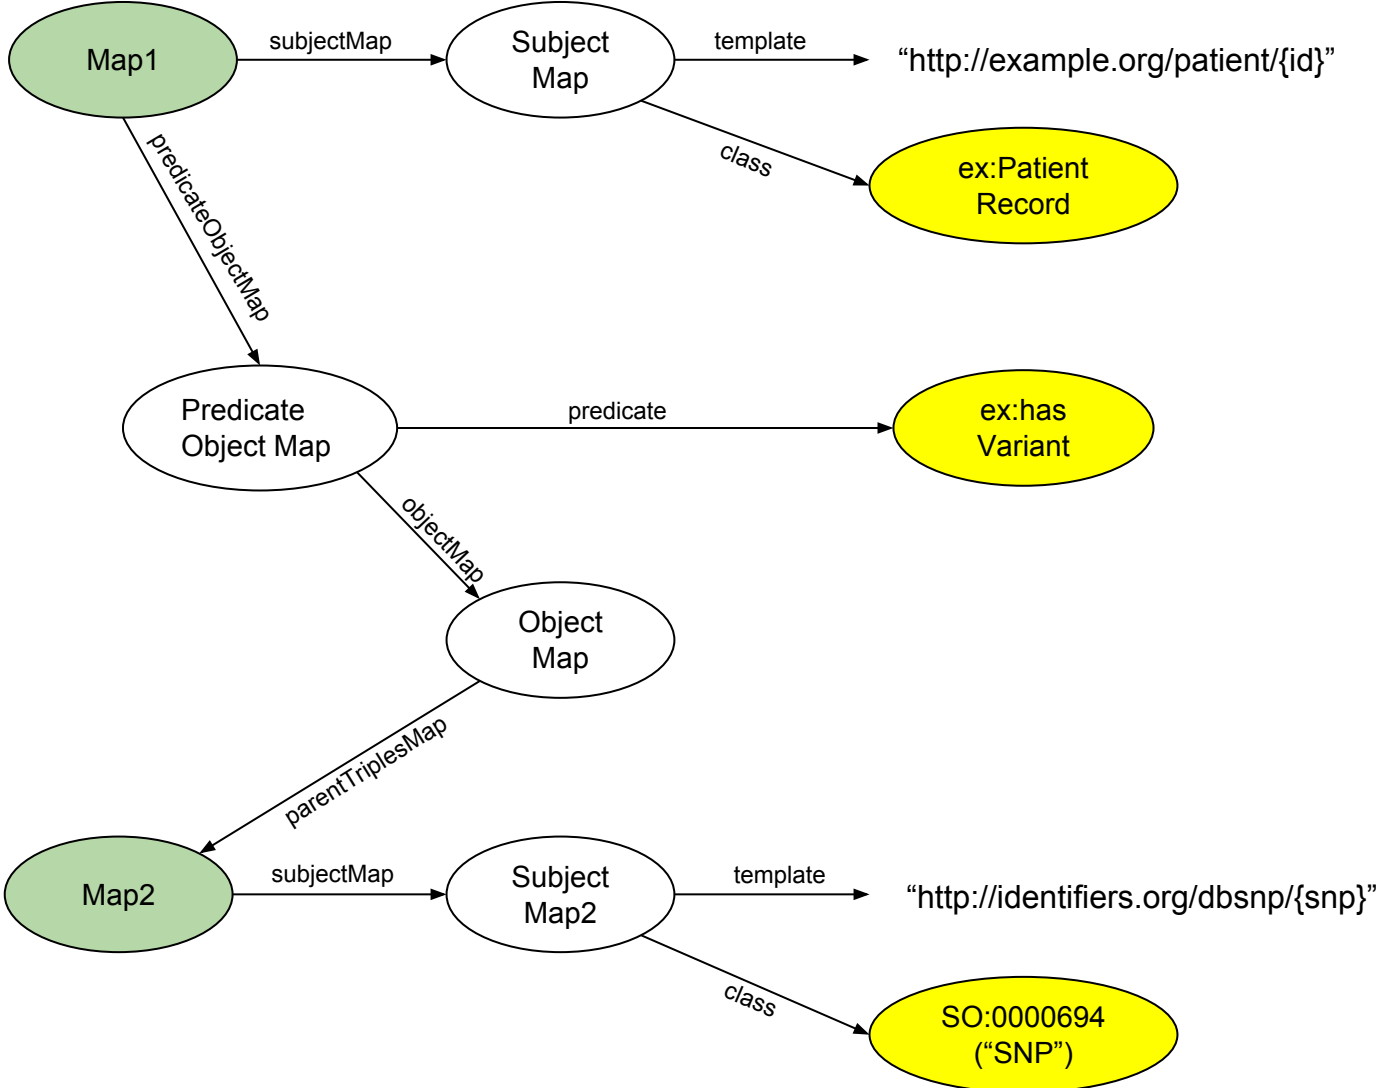 Map1
subjectMap
Subject
Map
template
“http://example.org/patient/{id}”
class
ex:Patient
Record
predicateObjectMap
Predicate
Object Map
predicate
ex:has
Variant
objectMap
Object
Map
parentTriplesMap
Map2
subjectMap
Subject
Map2
template
“http://identifiers.org/dbsnp/{snp}”
class
SO:0000694
(“SNP”)